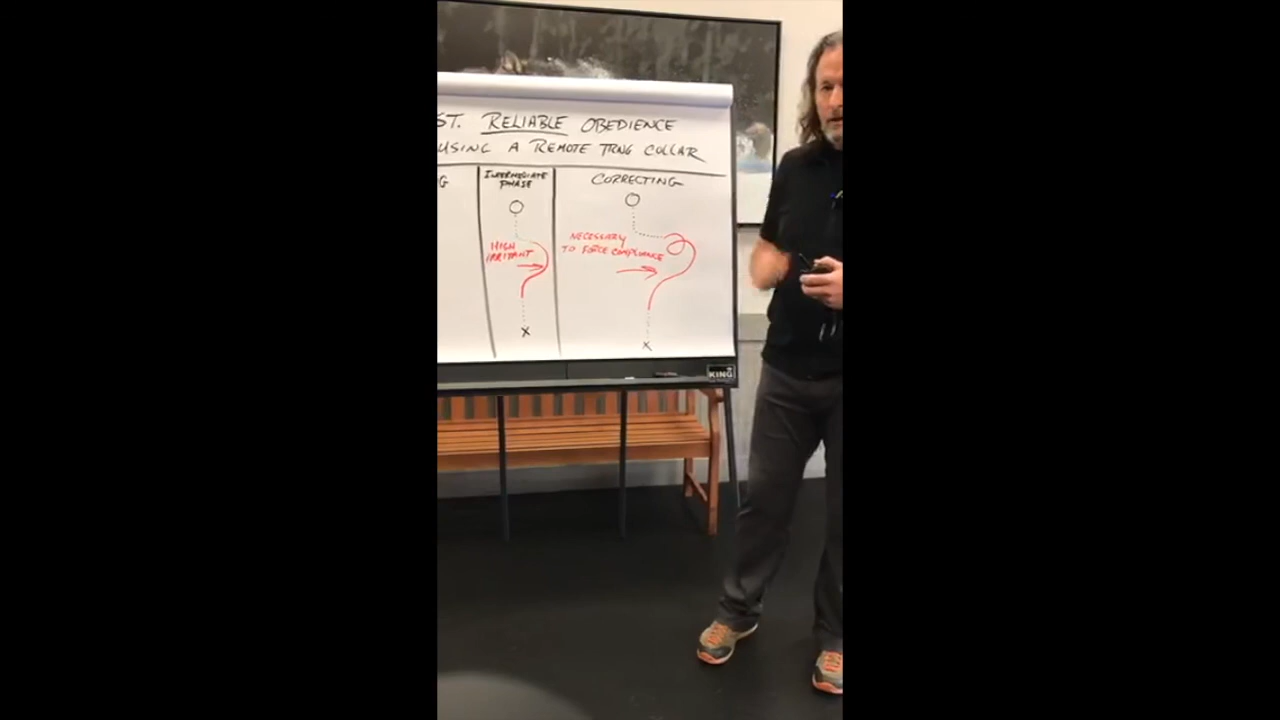 ST. RELIABLE OBEDIENCE
USING A REMOTE TRNG COLLAR
G
INTERMEDIATE
PHASE
HIGH
IRRITANT
X
CORRECTING
NECESSARY
TO FORCE COMPLIANCE
X
KING